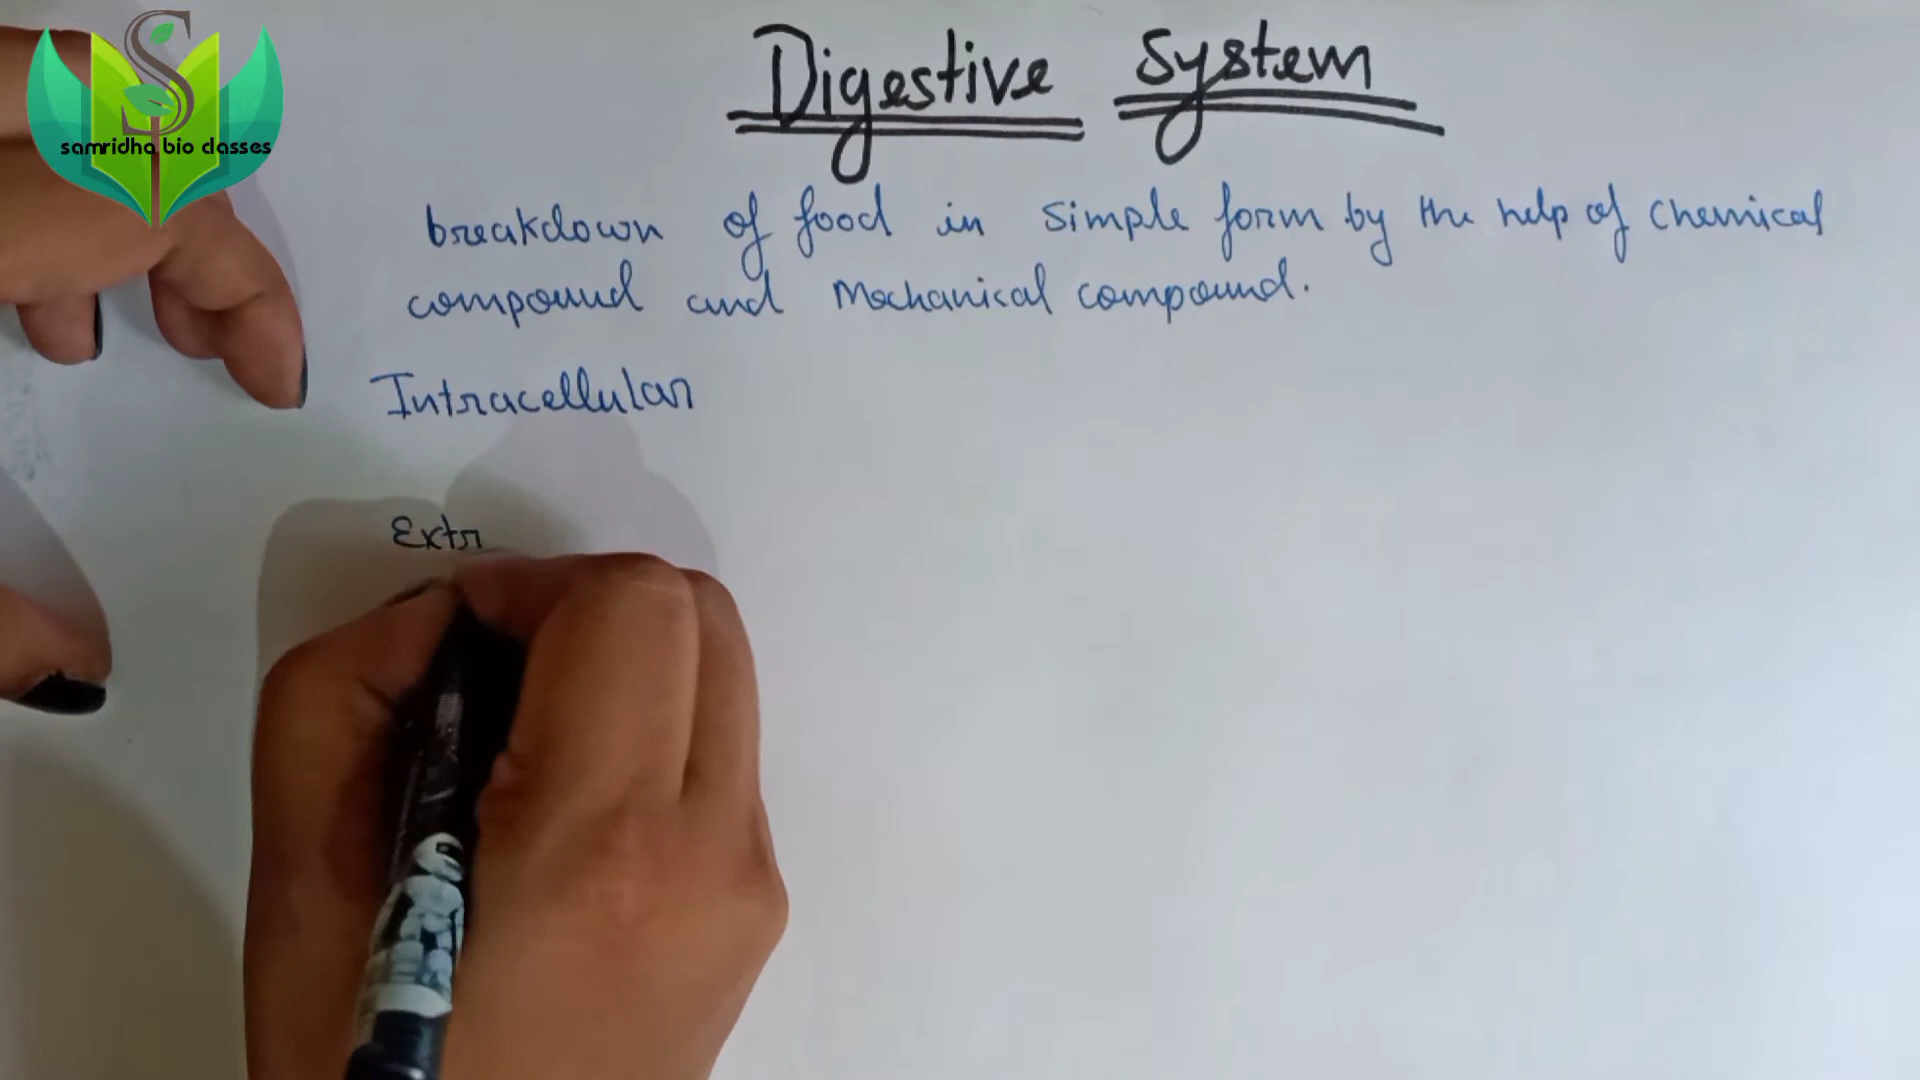 samridha bio classes
Digestive System
breakdown of food in simple form by the help of chemical
compound and Mechanical compound.
Intracellular
Extr